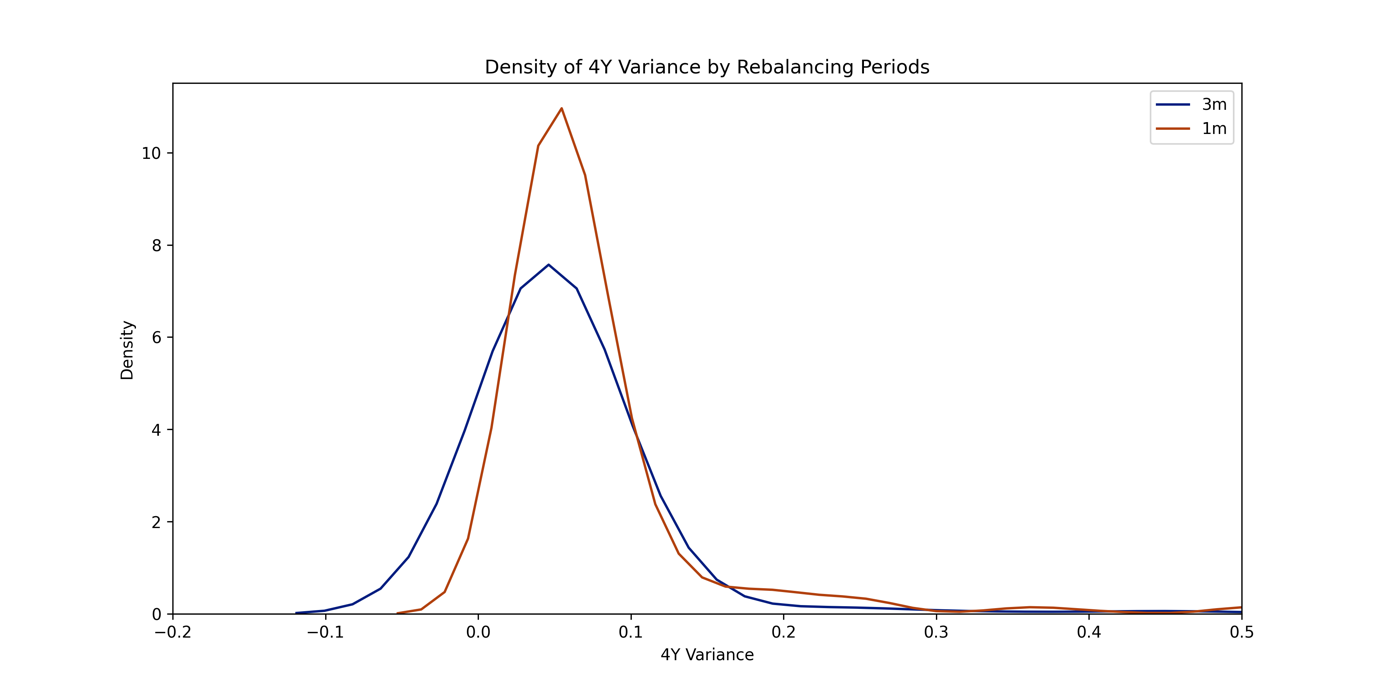 Density of 4Y Variance by Rebalancing Periods
3m
1m
Density
10
8
6
4
2
0
−0.2
−0.1
0.0
0.1
0.2
0.3
0.4
0.5
4Y Variance